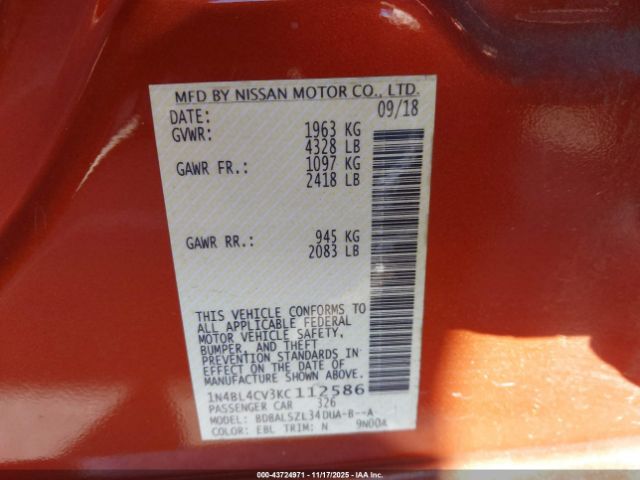 MFD BY NISSAN MOTOR CO., LTD.
DATE: 09/18
GVWR: 1963 KG
4328 LB
GAWR FR.: 1097 KG
2418 LB
GAWR RR.: 945 KG
2083 LB
THIS VEHICLE CONFORMS TO
ALL APPLICABLE FEDERAL
MOTOR VEHICLE SAFETY,
BUMPER, AND THEFT
PREVENTION STANDARDS IN
EFFECT ON THE DATE OF
MANUFACTURE SHOWN ABOVE.
1N4BL4CV3KC112586
PASSENGER CAR 326
MODEL: BDBALSZL34DUA-B--A
COLOR: EBL TRIM: N 9N00A
00-43724971 - 11/17/2025 - IAA Inc.